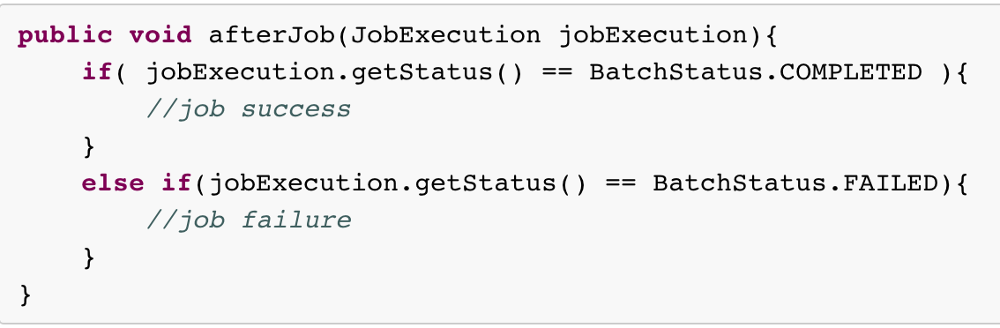 public void afterJob(JobExecution jobExecution){
    if( jobExecution.getStatus() == BatchStatus.COMPLETED ){
        //job success
    }
    else if(jobExecution.getStatus() == BatchStatus.FAILED){
        //job failure
    }
}